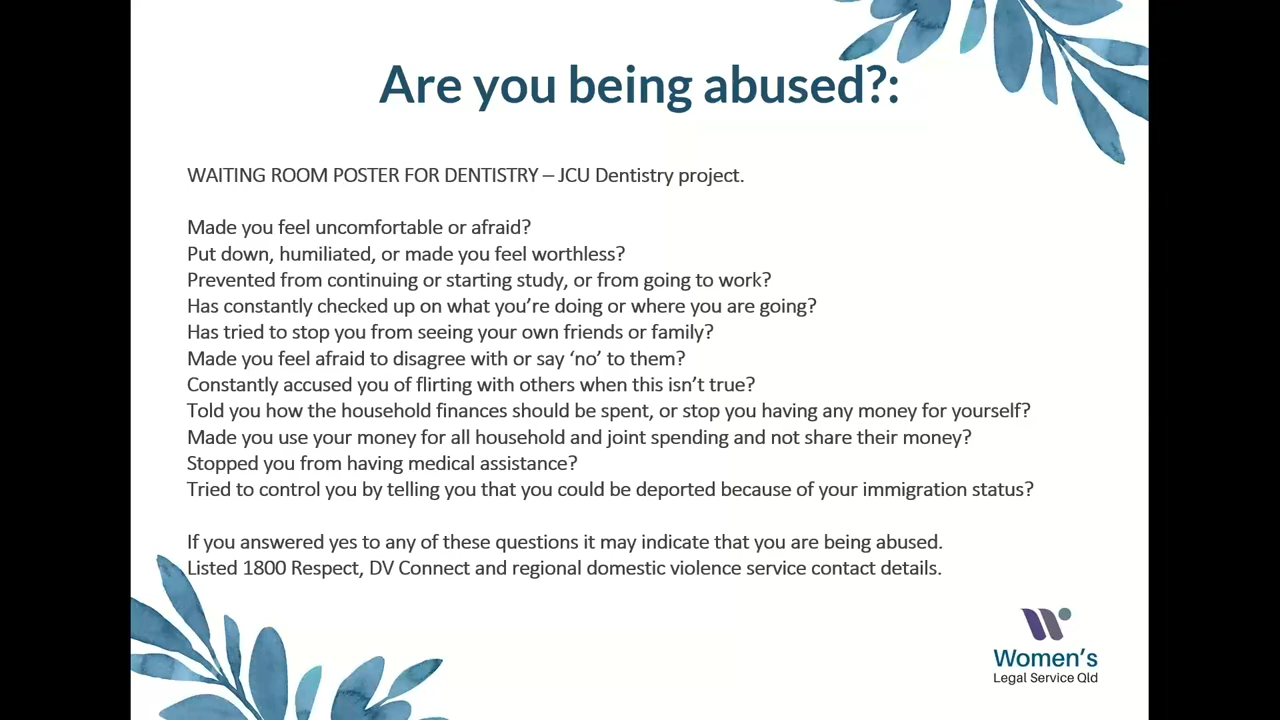 Are you being abused?:
WAITING ROOM POSTER FOR DENTISTRY – JCU Dentistry project.
Made you feel uncomfortable or afraid?
Put down, humiliated, or made you feel worthless?
Prevented from continuing or starting study, or from going to work?
Has constantly checked up on what you’re doing or where you are going?
Has tried to stop you from seeing your own friends or family?
Made you feel afraid to disagree with or say ‘no’ to them?
Constantly accused you of flirting with others when this isn’t true?
Told you how the household finances should be spent, or stop you having any money for yourself?
Made you use your money for all household and joint spending and not share their money?
Stopped you from having medical assistance?
Tried to control you by telling you that you could be deported because of your immigration status?
If you answered yes to any of these questions it may indicate that you are being abused.
Listed 1800 Respect, DV Connect and regional domestic violence service contact details.
Women’s
Legal Service Qld